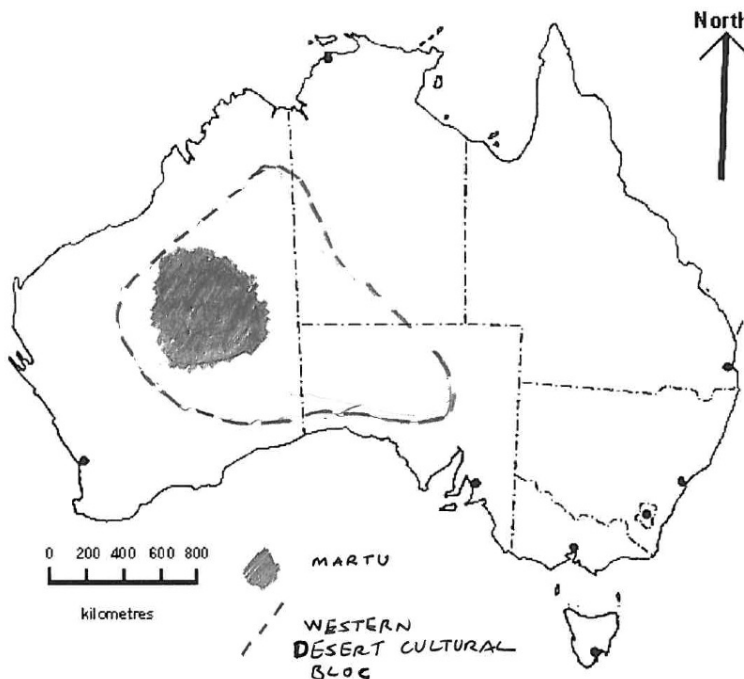 North
0 200 400 600 800
kilometres
MARTU
WESTERN
DESERT CULTURAL
BLOC